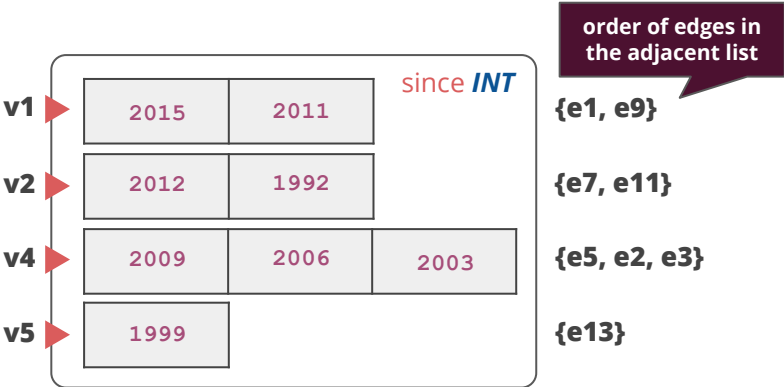 order of edges in
the adjacent list
since INT
v1 2015 2011 {e1, e9}
v2 2012 1992 {e7, e11}
v4 2009 2006 2003 {e5, e2, e3}
v5 1999 {e13}